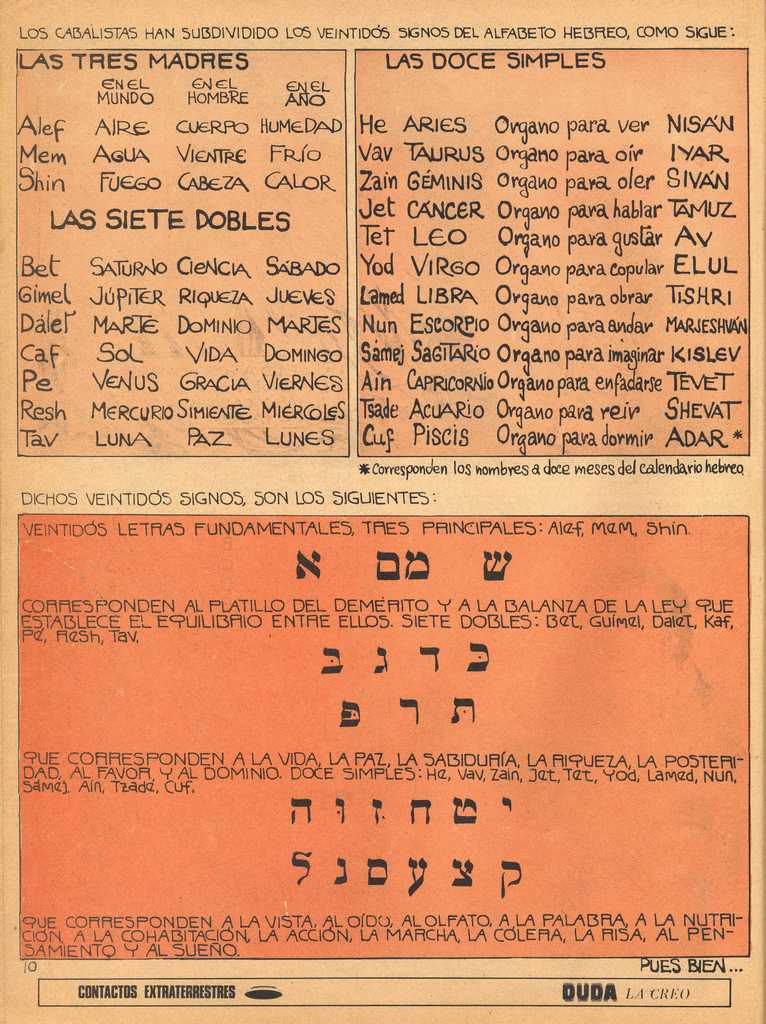 LOS CABALISTAS HAN SUBDIVIDIDO LOS VEINTIDÓS SIGNOS DEL ALFABETO HEBREO, COMO SIGUE:
LAS TRES MADRES
EN EL MUNDO EN EL HOMBRE EN EL AÑO
Alef AIRE CUERPO HUMEDAD
Mem AGUA VIENTRE FRÍO
Shin FUEGO CABEZA CALOR
LAS SIETE DOBLES
Bet SATURNO CIENCIA SÁBADO
Gimel JÚPITER RIQUEZA JUEVES
Dálet MARTE DOMINIO MARTES
Caf SOL VIDA DOMINGO
Pe VENUS GRACIA VIERNES
Resh MERCURIO SIMIENTE MIÉRCOLES
Tav LUNA PAZ LUNES
LAS DOCE SIMPLES
He ARIES Organo para ver NISÁN
Vav TAURUS Organo para oír IYAR
Zain GÉMINIS Organo para oler SIVÁN
Jet CÁNCER Organo para hablar TAMUZ
Tet LEO Organo para gustar AV
Yod VIRGO Organo para copular ELUL
Lamed LIBRA Organo para obrar TISHRI
Nun ESCORPIO Organo para andar MARJESHVÁN
Sámej SAGITARIO Organo para imaginar KISLEV
Ain CAPRICORNIO Organo para enfadarse TEVET
Tsade ACUARIO Organo para reír SHEVAT
Cuf PISCIS Organo para dormir ADAR *
* Corresponden los nombres a doce meses del calendario hebreo
DICHOS VEINTIDÓS SIGNOS, SON LOS SIGUIENTES:
VEINTIDÓS LETRAS FUNDAMENTALES, TRES PRINCIPALES: Alef, Mem, Shin.
א מם ש
CORRESPONDEN AL PLATILLO DEL DEMÉRITO Y A LA BALANZA DE LA LEY QUE
ESTABLECE EL EQUILIBRIO ENTRE ELLOS. SIETE DOBLES: Bet, Guimel, Dalet, Kaf,
Pe, Resh, Tav,
בּ ג ד כּ
פּ ר תּ
QUE CORRESPONDEN A LA VIDA, LA PAZ, LA SABIDURÍA, LA RIQUEZA, LA POSTERI-
DAD, AL FAVOR, Y AL DOMINIO. DOCE SIMPLES: He, Vav, Zain, Jet, Tet, Yod, Lamed, Nun,
Sámej, Ain, Tzade, Cuf.
ה ו ז ח ט י
ל נ ס ע צ ק
QUE CORRESPONDEN A LA VISTA, AL OÍDO, AL OLFATO, A LA PALABRA, A LA NUTRI-
CIÓN, A LA COHABITACIÓN, LA ACCIÓN, LA MARCHA, LA CÓLERA, LA RISA, AL PEN-
SAMIENTO Y AL SUEÑO.
10
PUES BIEN...
CONTACTOS EXTRATERRESTRES
DUDA LA CREO